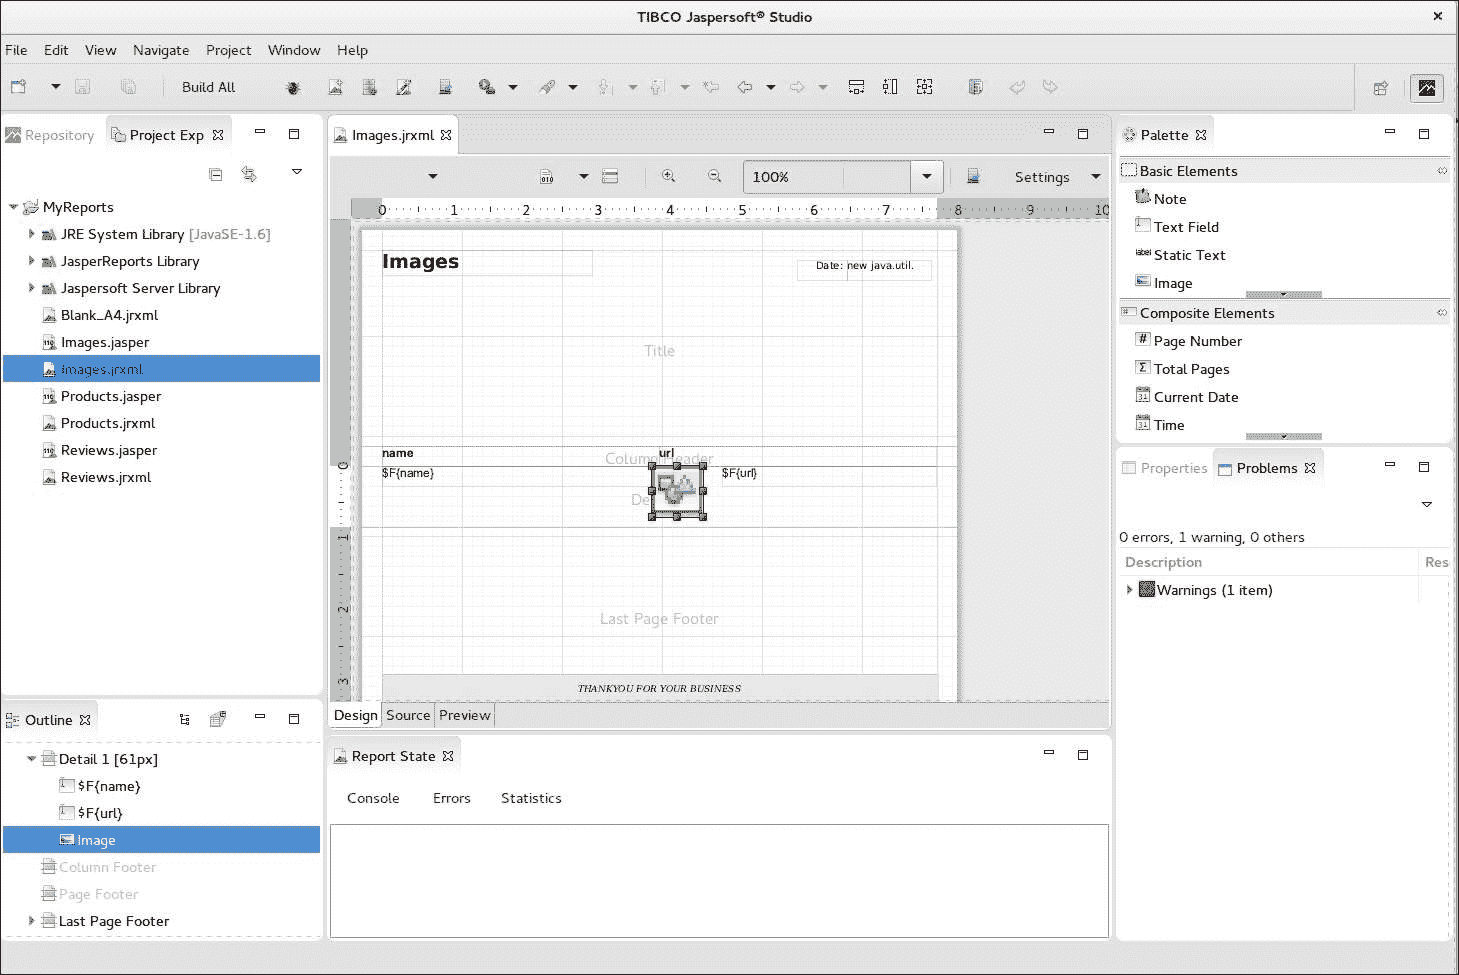 TIBCO Jaspersoft® Studio
File Edit View Navigate Project Window Help
Build All
Repository Project Exp
MyReports
JRE System Library [JavaSE-1.6]
JasperReports Library
Jaspersoft Server Library
Blank_A4.jrxml
Images.jasper
Images.jrxml
Products.jasper
Products.jrxml
Reviews.jasper
Reviews.jrxml
Outline
Detail 1 [61px]
$F{name}
$F{url}
Image
Column Footer
Page Footer
Last Page Footer
Images.jrxml
100% Settings
0 1 2 3 4 5 6 7 8 9 10
0
1
2
3
Images
Date: new java.util.
Title
name url
Column Header
$F{name} $F{url}
De
Last Page Footer
THANKYOU FOR YOUR BUSINESS
Design Source Preview
Report State
Console Errors Statistics
Palette
Basic Elements
Note
Text Field
Static Text
Image
Composite Elements
Page Number
Total Pages
Current Date
Time
Properties Problems
0 errors, 1 warning, 0 others
Description Res
Warnings (1 item)